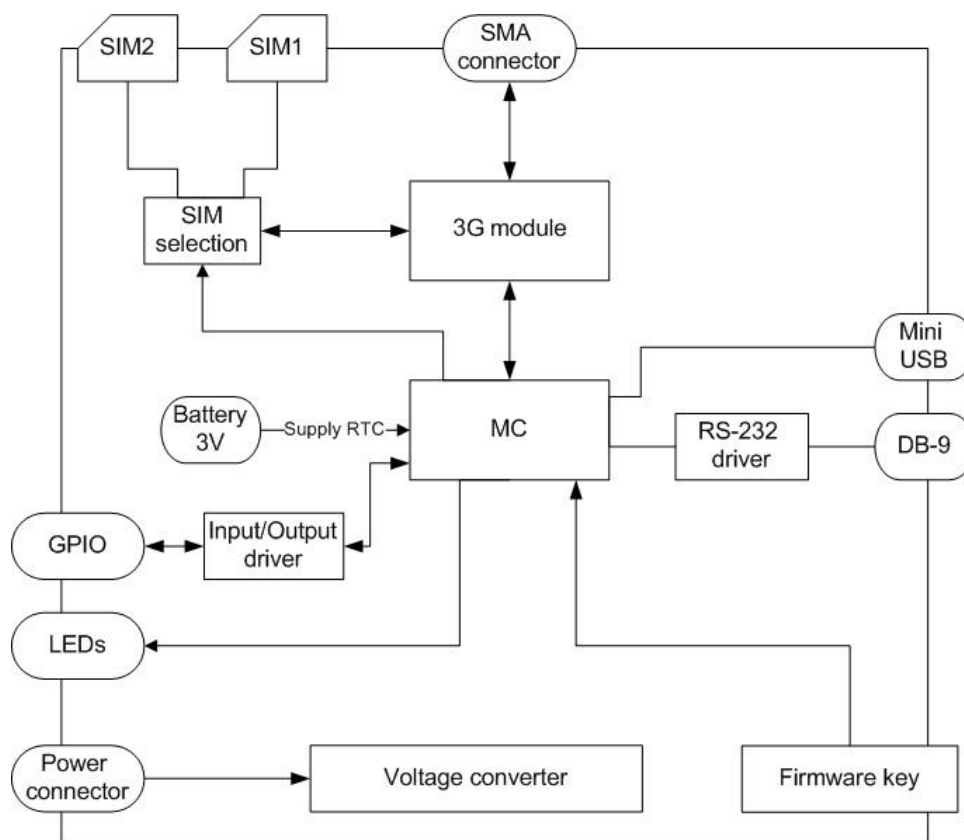 SIM2
SIM1
SMA
connector
SIM
selection
3G module
Mini
USB
Battery
3V
Supply RTC
MC
RS-232
driver
DB-9
GPIO
Input/Output
driver
LEDs
Power
connector
Voltage converter
Firmware key